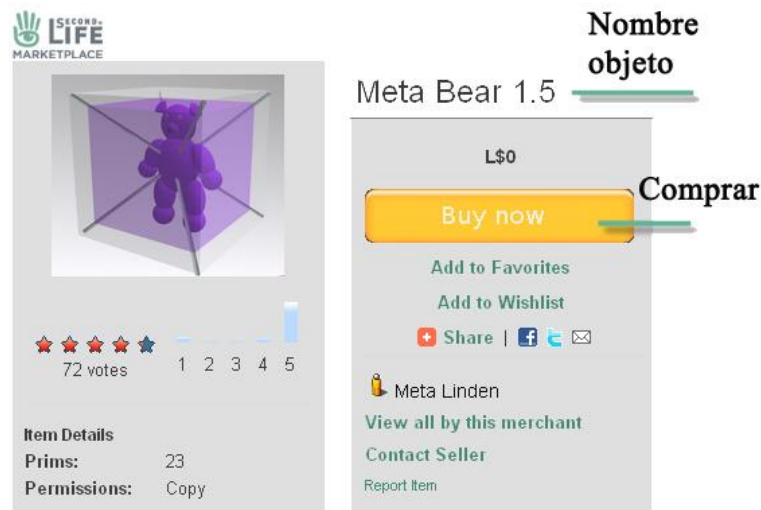 SECOND
LIFE
MARKETPLACE
Nombre
objeto
Meta Bear 1.5
L$0
Buy now
Comprar
Add to Favorites
Add to Wishlist
Share |
72 votes
1 2 3 4 5
Meta Linden
View all by this merchant
Contact Seller
Report Item
Item Details
Prims: 23
Permissions: Copy